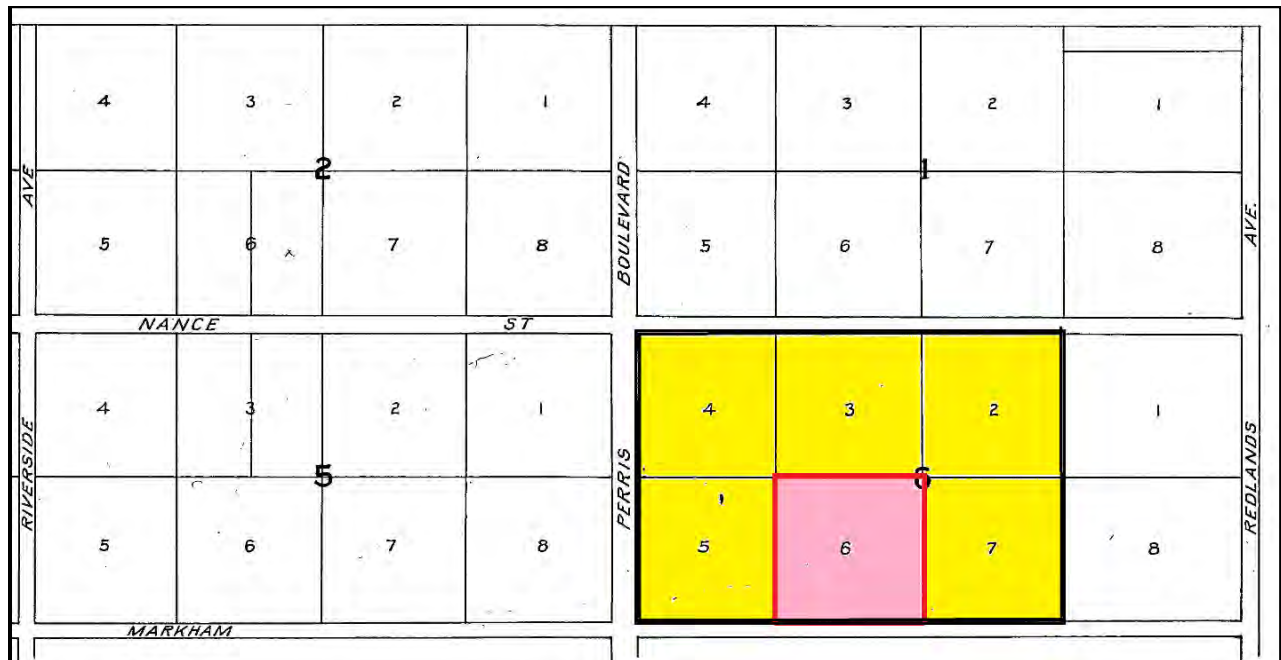 4 3 2 1 4 3 2 1
2 1
AVE BOULEVARD AVE.
5 6 7 8 5 6 7 8
NANCE ST
4 3 2 1 4 3 2 1
RIVERSIDE PERRIS REDLANDS
5 6
5 6 7 8 5 6 7 8
MARKHAM